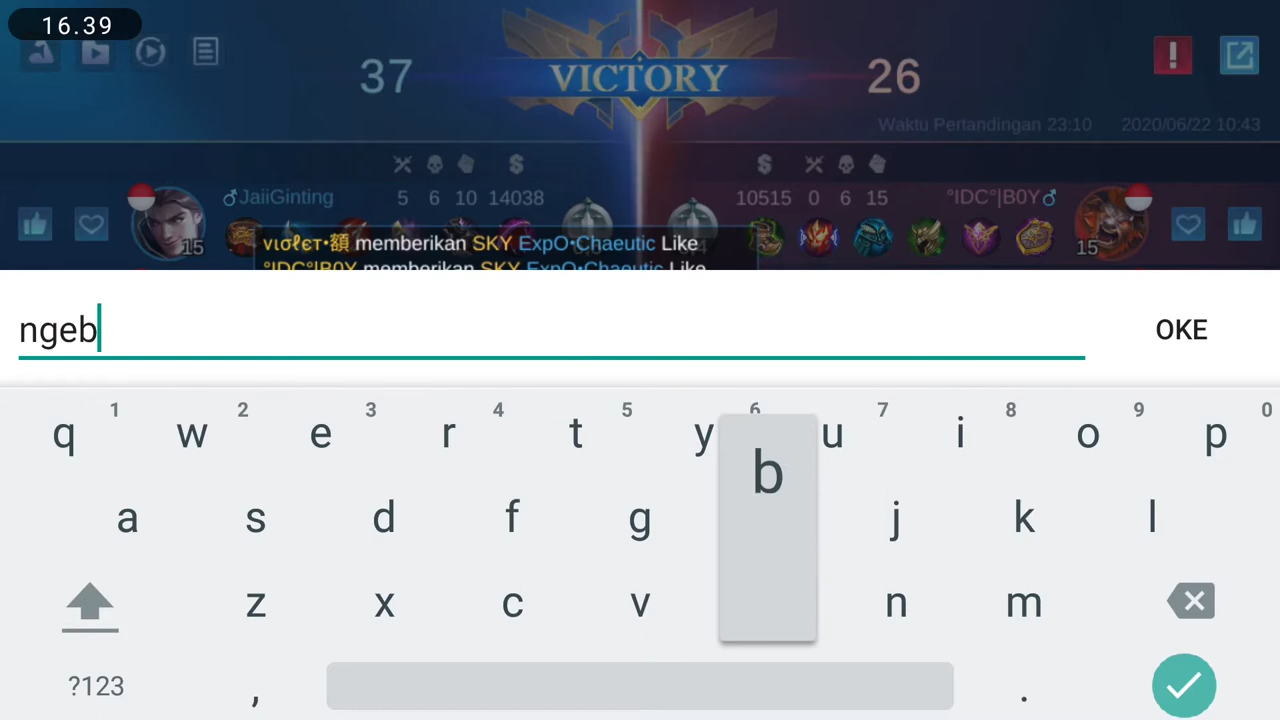 16.39
37 VICTORY 26
Waktu Pertandingan 23:10 2020/06/22 10:43
♂JaiiGinting 5 6 10 14038
10515 0 6 15 °IDC°|B0Y♂
15
15
νισℓєт•額 memberikan SKY ExpO•Chaeutic Like
°IDC°|B0Y memberikan SKY ExpO•Chaeutic Like
ngeb
OKE
1 2 3 4 5 6 7 8 9 0
q w e r t y u i o p
b
a s d f g j k l
z x c v n m
?123 , .